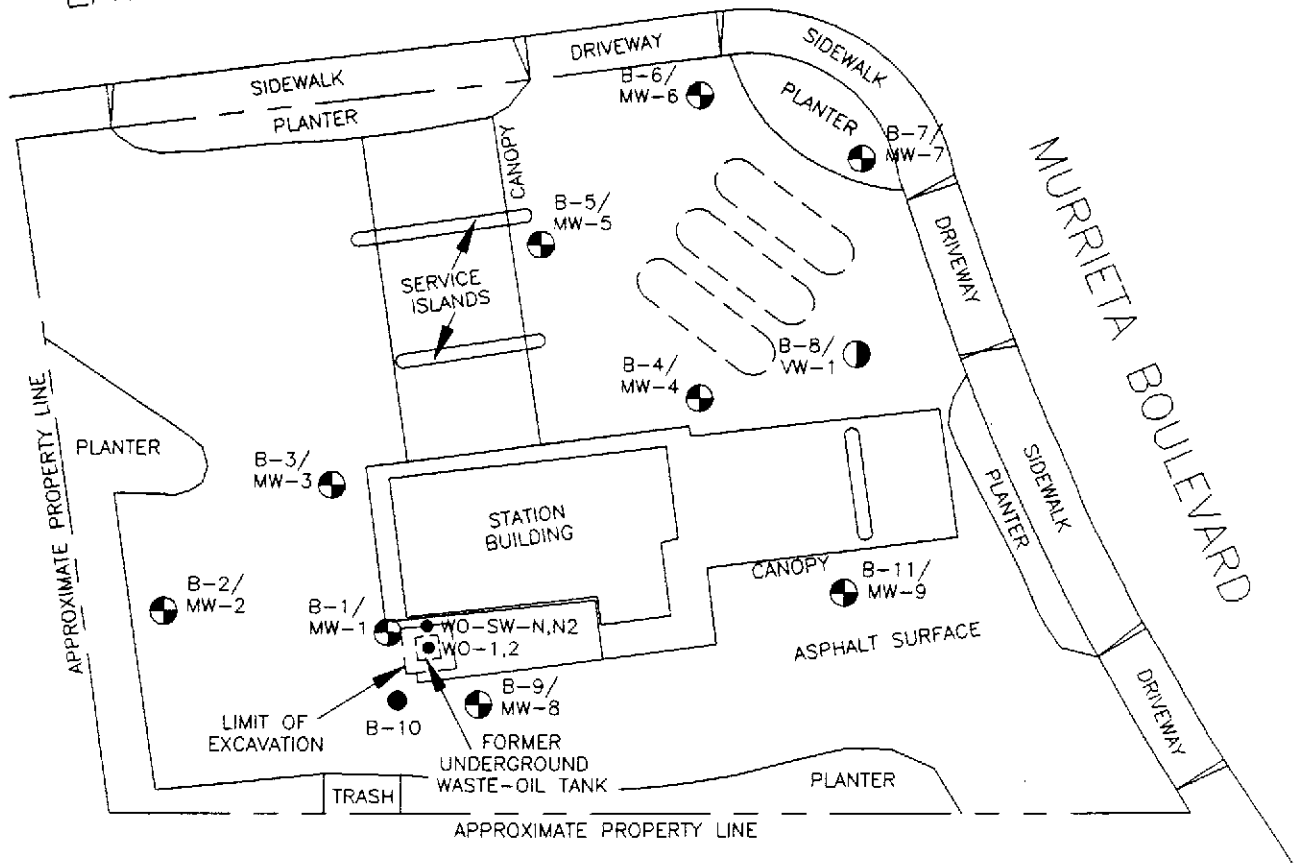 SIDEWALK
PLANTER
DRIVEWAY
SIDEWALK
PLANTER
B-6/
MW-6
B-7/
MW-7
CANOPY
B-5/
MW-5
SERVICE
ISLANDS
DRIVEWAY
MURRIETA BOULEVARD
B-8/
VW-1
B-4/
MW-4
APPROXIMATE PROPERTY LINE
PLANTER
B-3/
MW-3
STATION
BUILDING
SIDEWALK
PLANTER
CANOPY
B-2/
MW-2
B-1/
MW-1
WO-SW-N,N2
WO-1,2
B-11/
MW-9
ASPHALT SURFACE
LIMIT OF
EXCAVATION
B-10
B-9/
MW-8
FORMER
UNDERGROUND
WASTE-OIL TANK
DRIVEWAY
TRASH
PLANTER
APPROXIMATE PROPERTY LINE